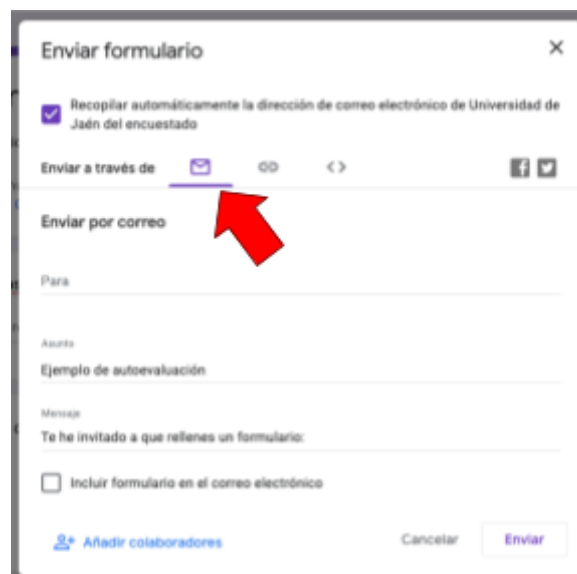 Enviar formulario
Recopilar automáticamente la dirección de correo electrónico de Universidad de
Jaén del encuestado
Enviar a través de
Enviar por correo
Para
Asunto
Ejemplo de autoevaluación
Mensaje
Te he invitado a que rellenes un formulario:
Incluir formulario en el correo electrónico
Añadir colaboradores
Cancelar
Enviar